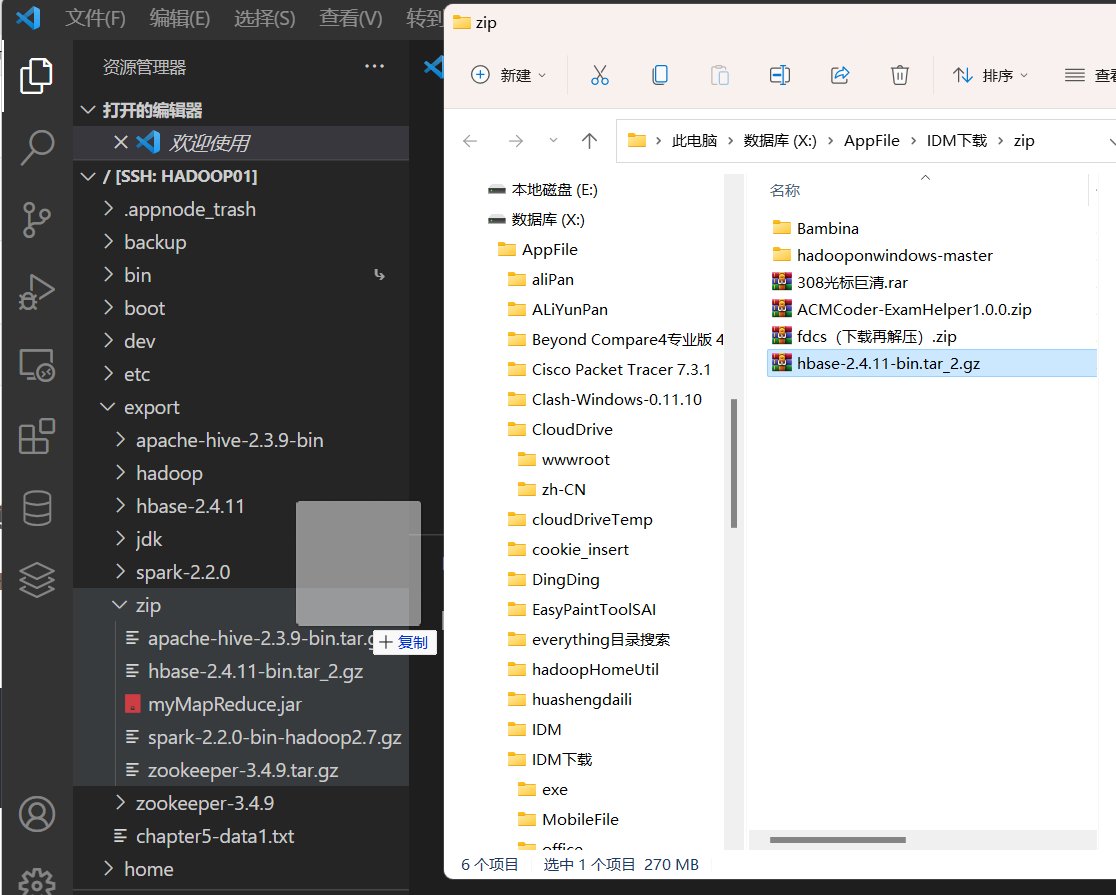 文件(F) 编辑(E) 选择(S) 查看(V) 转到
资源管理器
打开的编辑器
欢迎使用
/ [SSH: HADOOP01]
.appnode_trash
backup
bin
boot
dev
etc
export
apache-hive-2.3.9-bin
hadoop
hbase-2.4.11
jdk
spark-2.2.0
zip
apache-hive-2.3.9-bin.tar.g
复制
hbase-2.4.11-bin.tar_2.gz
myMapReduce.jar
spark-2.2.0-bin-hadoop2.7.gz
zookeeper-3.4.9.tar.gz
zookeeper-3.4.9
chapter5-data1.txt
home
zip
新建 排序 查看
此电脑 数据库 (X:) AppFile IDM下载 zip
本地磁盘 (E:)
数据库 (X:)
AppFile
aliPan
ALiYunPan
Beyond Compare4专业版 4
Cisco Packet Tracer 7.3.1
Clash-Windows-0.11.10
CloudDrive
wwwroot
zh-CN
cloudDriveTemp
cookie_insert
DingDing
EasyPaintToolSAI
everything目录搜索
hadoopHomeUtil
huashengdaili
IDM
IDM下载
exe
MobileFile
office
名称
Bambina
hadooponwindows-master
308光标巨清.rar
ACMCoder-ExamHelper1.0.0.zip
fdcs（下载再解压）.zip
hbase-2.4.11-bin.tar_2.gz
6 个项目 选中 1 个项目 270 MB